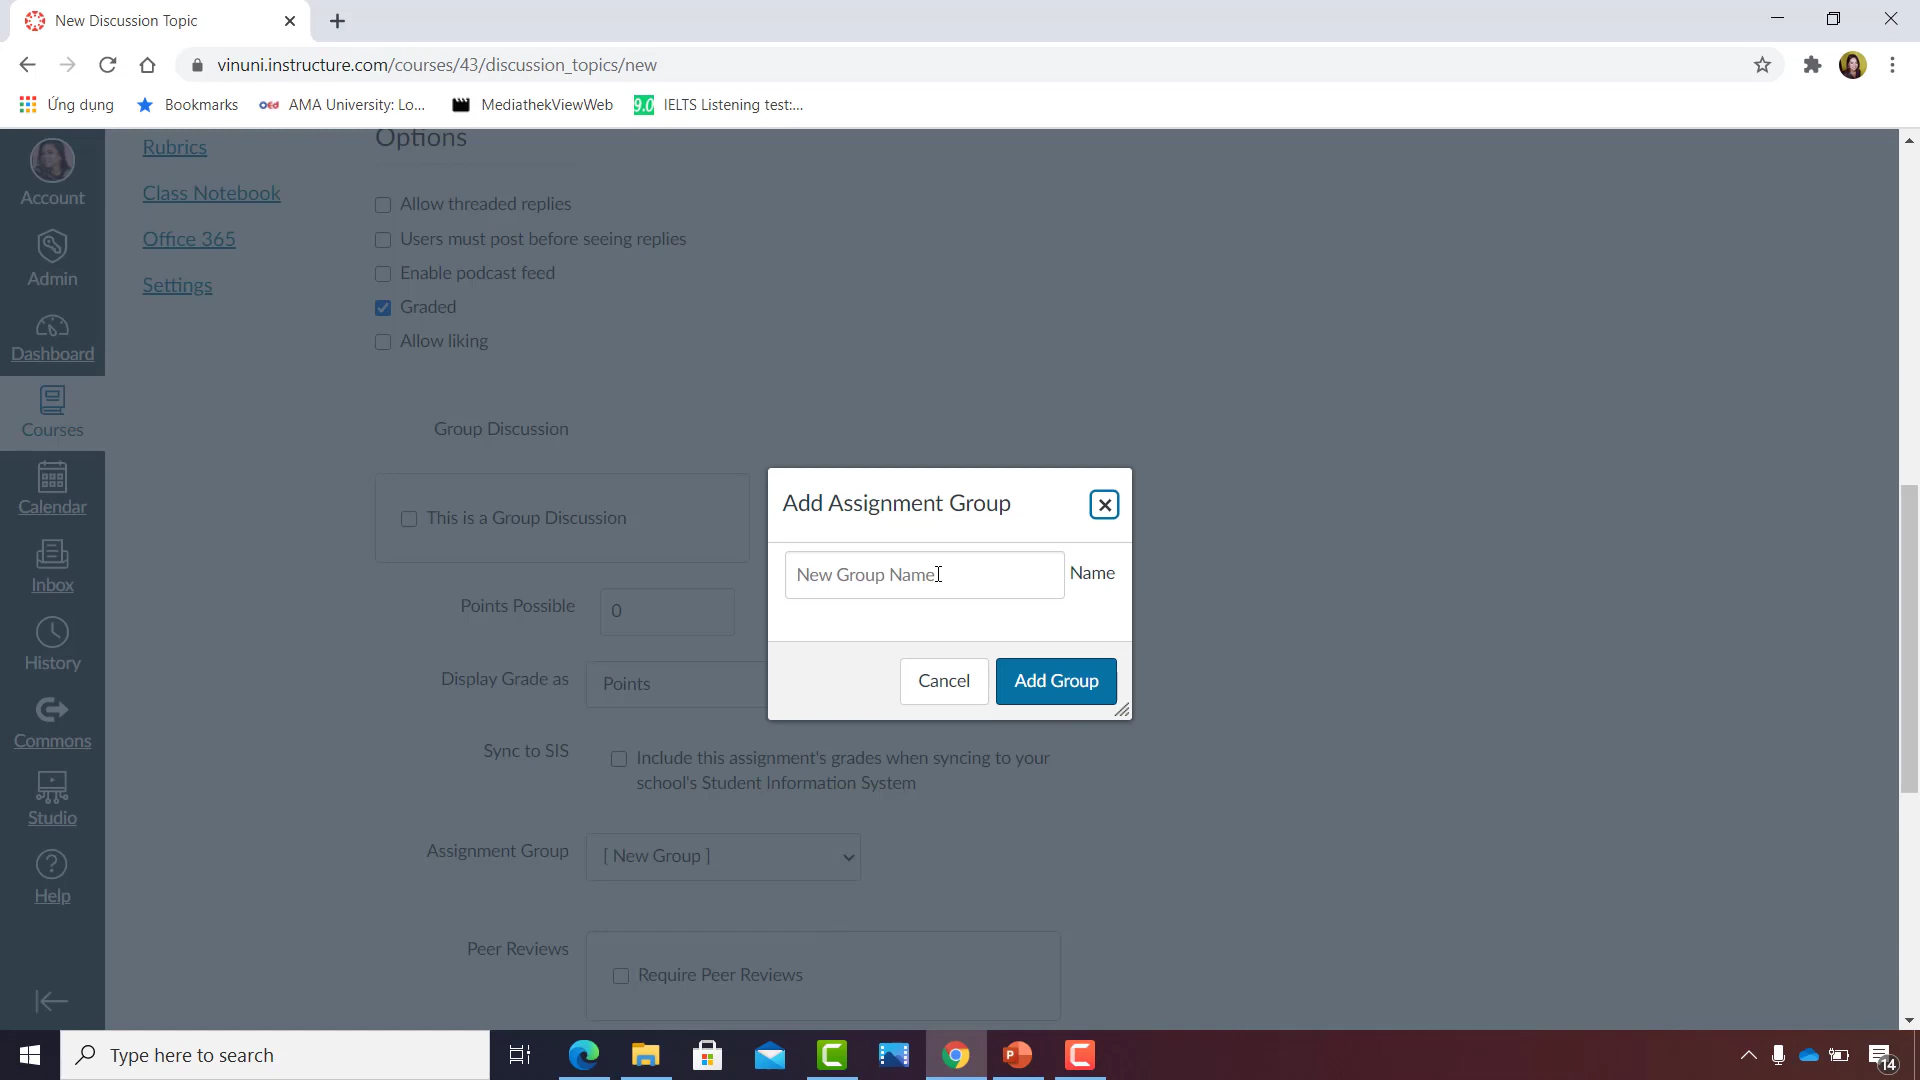 New Discussion Topic
vinuni.instructure.com/courses/43/discussion_topics/new
Ứng dụng
Bookmarks
AMA University: Lo...
MediathekViewWeb
9.0
IELTS Listening test:...
Account
Admin
Dashboard
Courses
Calendar
Inbox
History
Commons
Studio
Help
Rubrics
Class Notebook
Office 365
Settings
Options
Allow threaded replies
Users must post before seeing replies
Enable podcast feed
Graded
Allow liking
Group Discussion
This is a Group Discussion
Points Possible
0
Display Grade as
Points
Sync to SIS
Include this assignment's grades when syncing to your
school's Student Information System
Assignment Group
[ New Group ]
Peer Reviews
Require Peer Reviews
Add Assignment Group
New Group Name
Name
Cancel
Add Group
Type here to search
14